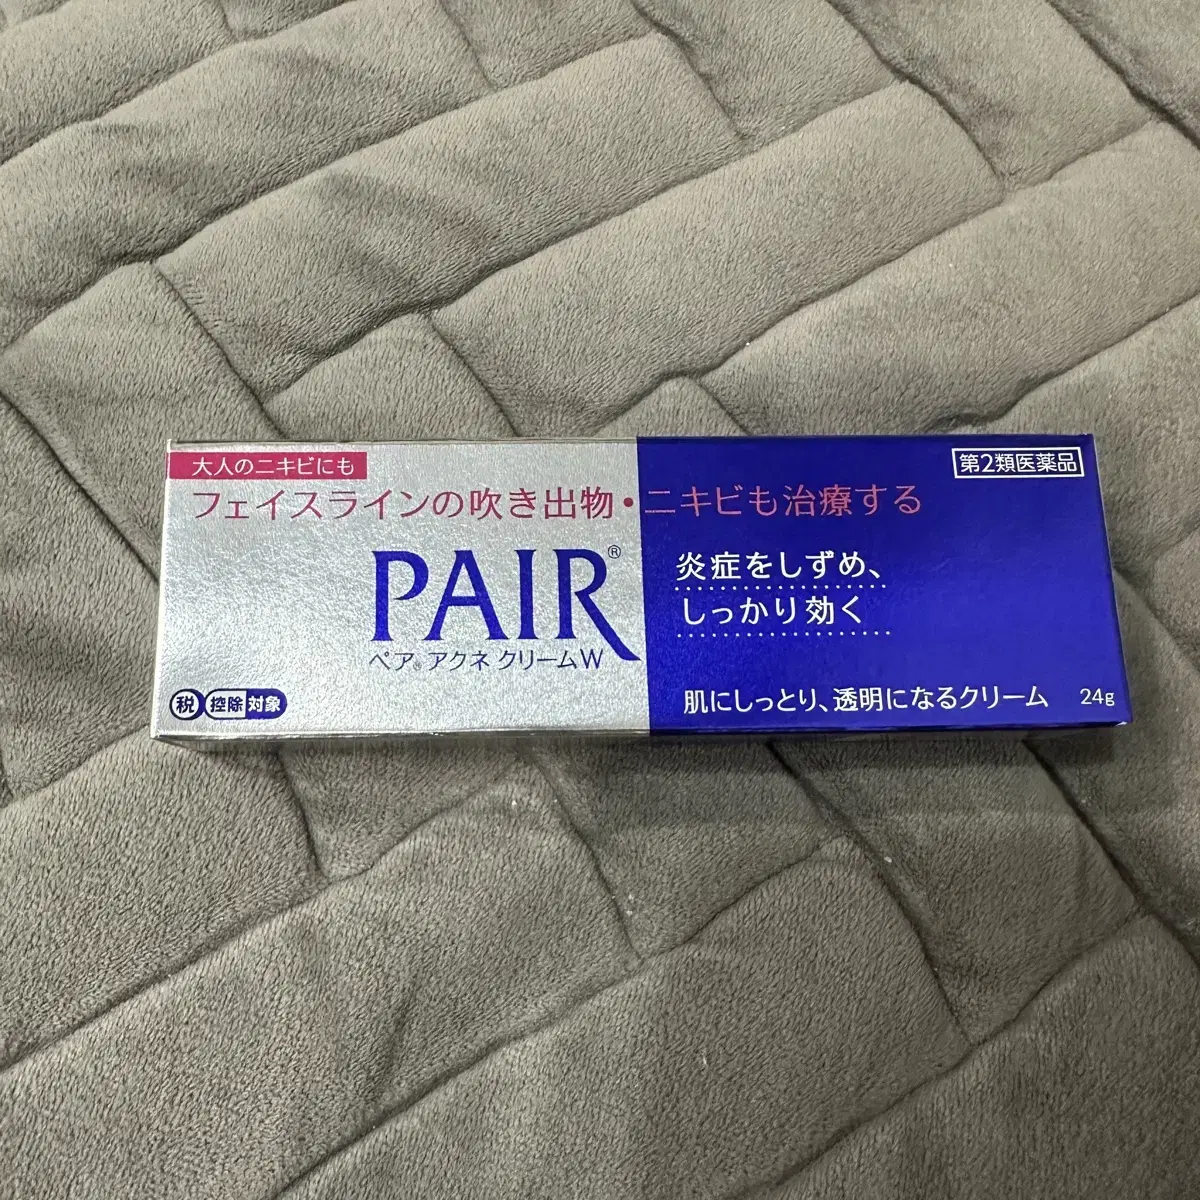 大人のニキビにも
第2類医薬品
フェイスラインの吹き出物・ニキビも治療する
PAIR®
ペア® アクネ クリームW
炎症をしずめ、
しっかり効く
税 控除 対象
肌にしっとり、透明になるクリーム 24g